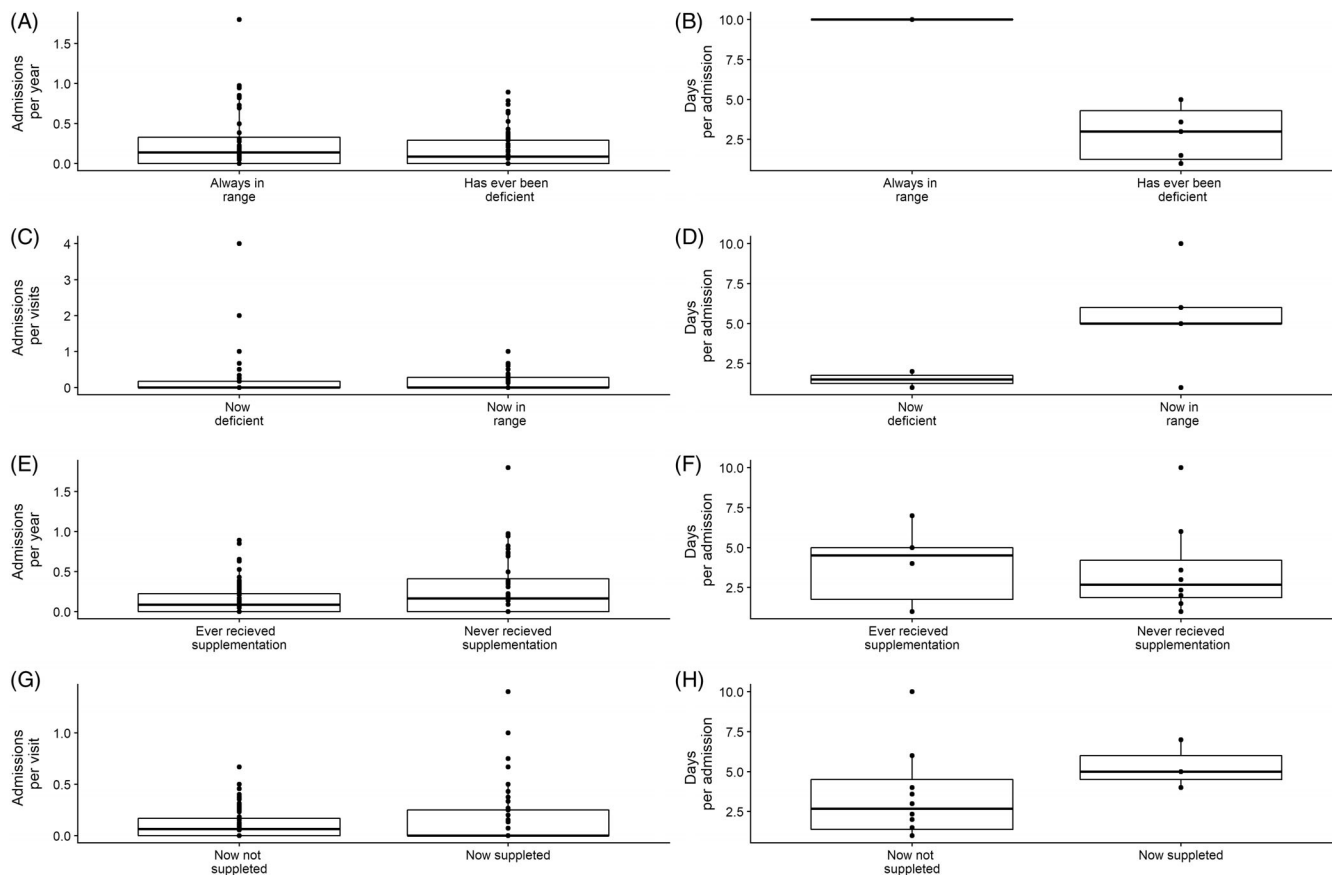 (A)
Admissions
per year
1.5
1.0
0.5
0.0
Always in
range
Has ever been
deficient
(B)
Days
per admission
10.0
7.5
5.0
2.5
Always in
range
Has ever been
deficient
(C)
Admissions
per visits
4
3
2
1
0
Now
deficient
Now in
range
(D)
Days
per admission
10.0
7.5
5.0
2.5
Now
deficient
Now in
range
(E)
Admissions
per year
1.5
1.0
0.5
0.0
Ever recieved
supplementation
Never recieved
supplementation
(F)
Days
per admission
10.0
7.5
5.0
2.5
Ever recieved
supplementation
Never recieved
supplementation
(G)
Admissions
per visit
1.0
0.5
0.0
Now not
suppleted
Now suppleted
(H)
Days
per admission
10.0
7.5
5.0
2.5
Now not
suppleted
Now suppleted